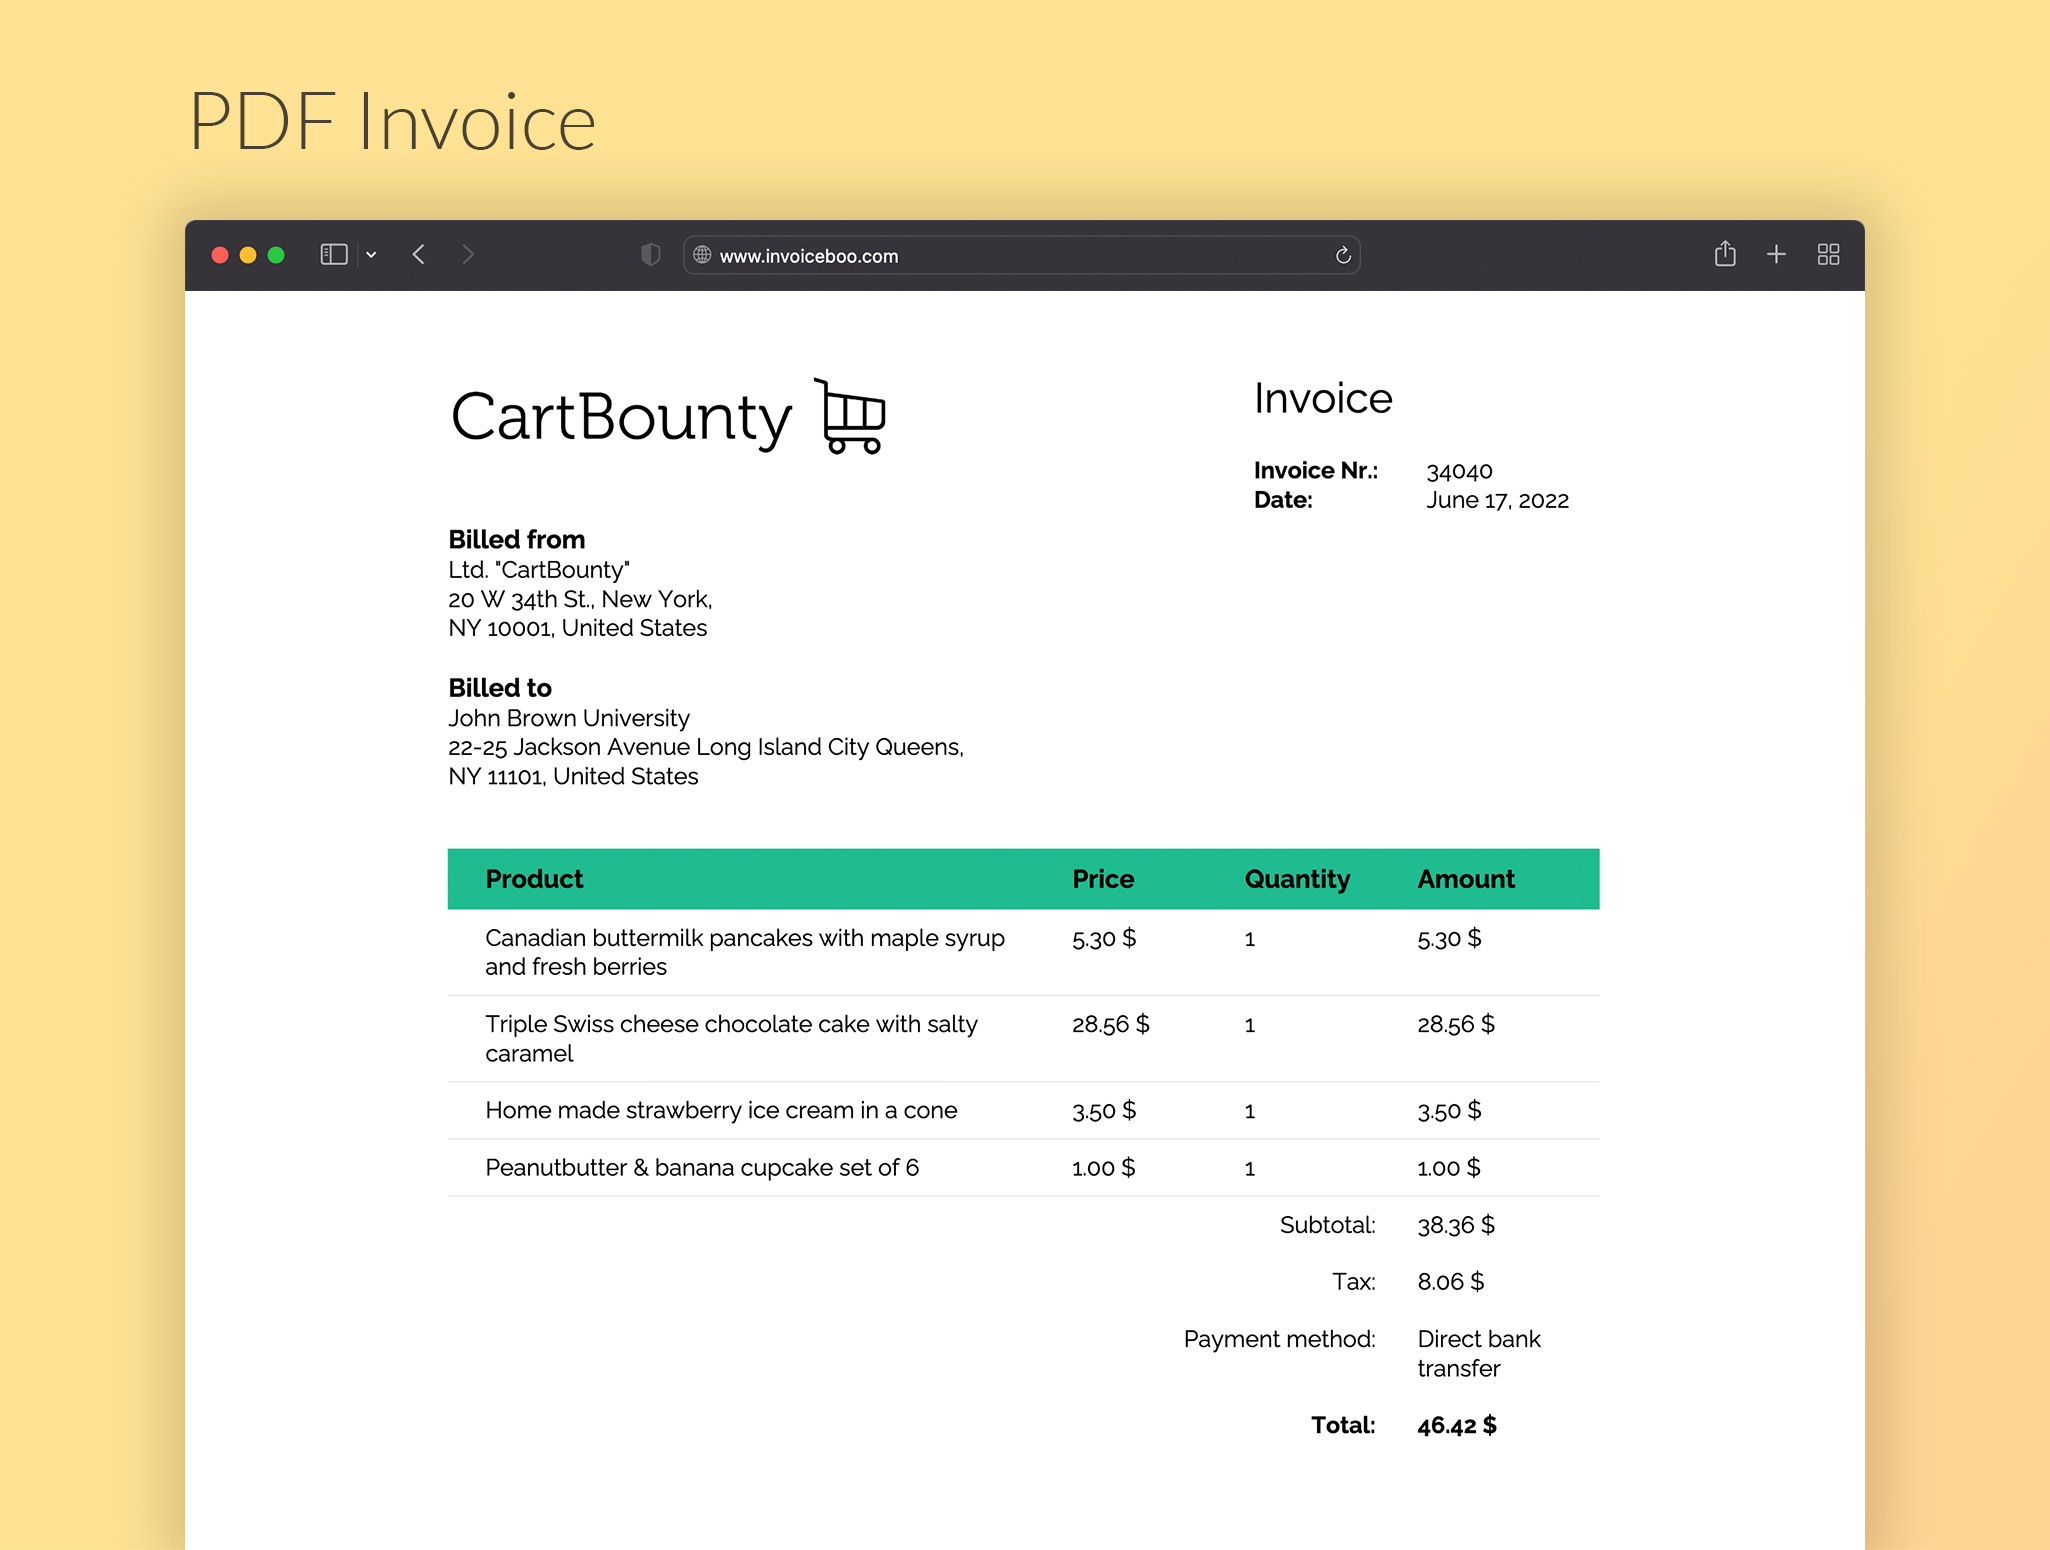 PDF Invoice
www.invoiceboo.com
CartBounty
Invoice
Invoice Nr.: 34040
Date: June 17, 2022
Billed from
Ltd. "CartBounty"
20 W 34th St., New York,
NY 10001, United States
Billed to
John Brown University
22-25 Jackson Avenue Long Island City Queens,
NY 11101, United States
Product Price Quantity Amount
Canadian buttermilk pancakes with maple syrup 5.30 $ 1 5.30 $
and fresh berries
Triple Swiss cheese chocolate cake with salty 28.56 $ 1 28.56 $
caramel
Home made strawberry ice cream in a cone 3.50 $ 1 3.50 $
Peanutbutter & banana cupcake set of 6 1.00 $ 1 1.00 $
Subtotal: 38.36 $
Tax: 8.06 $
Payment method: Direct bank
transfer
Total: 46.42 $